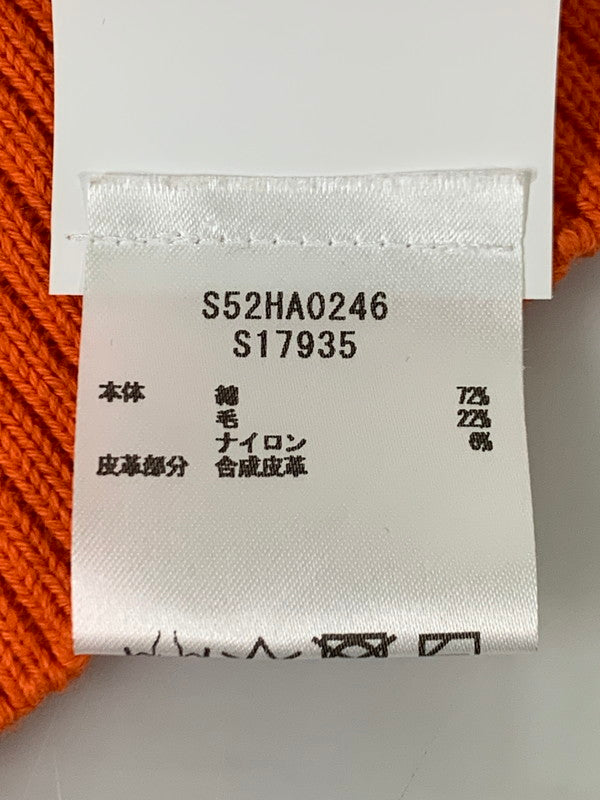 S52HA0246
S17935
本体 綿 72%
毛 22%
ナイロン 6%
皮革部分 合成皮革